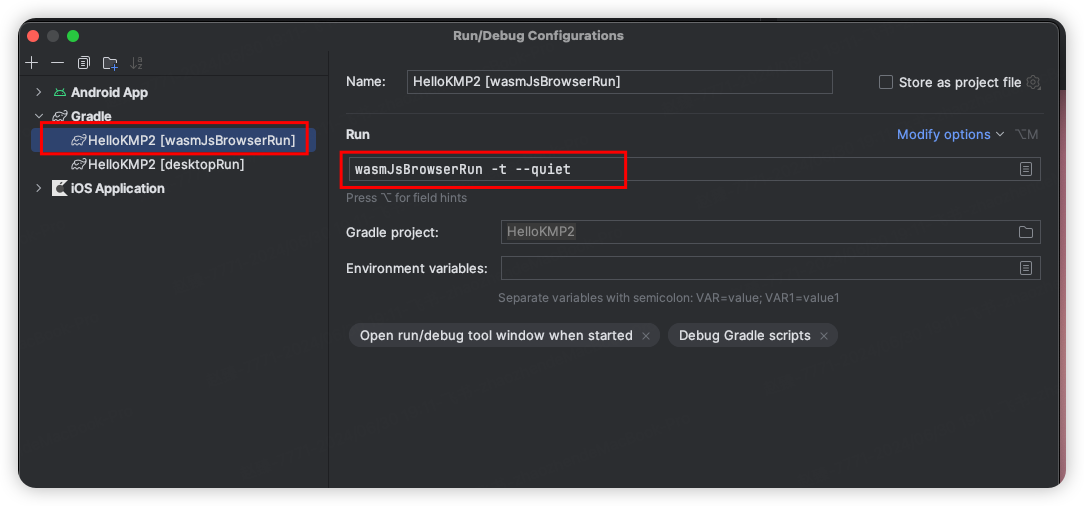 Run/Debug Configurations
Android App
Gradle
HelloKMP2 [wasmJsBrowserRun]
HelloKMP2 [desktopRun]
iOS Application
Name: HelloKMP2 [wasmJsBrowserRun] Store as project file
Run Modify options ⌥M
wasmJsBrowserRun -t --quiet
Press ⌥ for field hints
Gradle project: HelloKMP2
Environment variables:
Separate variables with semicolon: VAR=value; VAR1=value1
Open run/debug tool window when started × Debug Gradle scripts ×